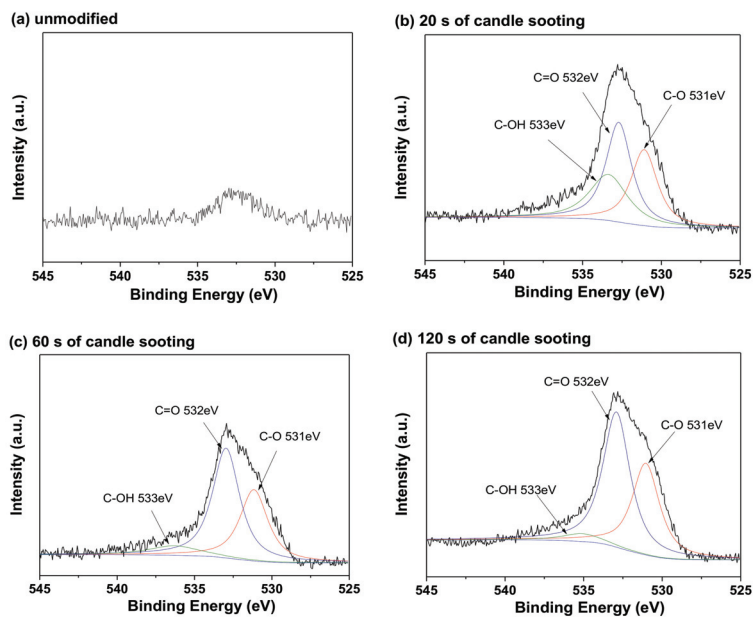 (a) unmodified
Intensity (a.u.)
545 540 535 530 525
Binding Energy (eV)
(b) 20 s of candle sooting
C=O 532eV
C-O 531eV
C-OH 533eV
Intensity (a.u.)
545 540 535 530 525
Binding Energy (eV)
(c) 60 s of candle sooting
C=O 532eV
C-O 531eV
C-OH 533eV
Intensity (a.u.)
545 540 535 530 525
Binding Energy (eV)
(d) 120 s of candle sooting
C=O 532eV
C-O 531eV
C-OH 533eV
Intensity (a.u.)
545 540 535 530 525
Binding Energy (eV)